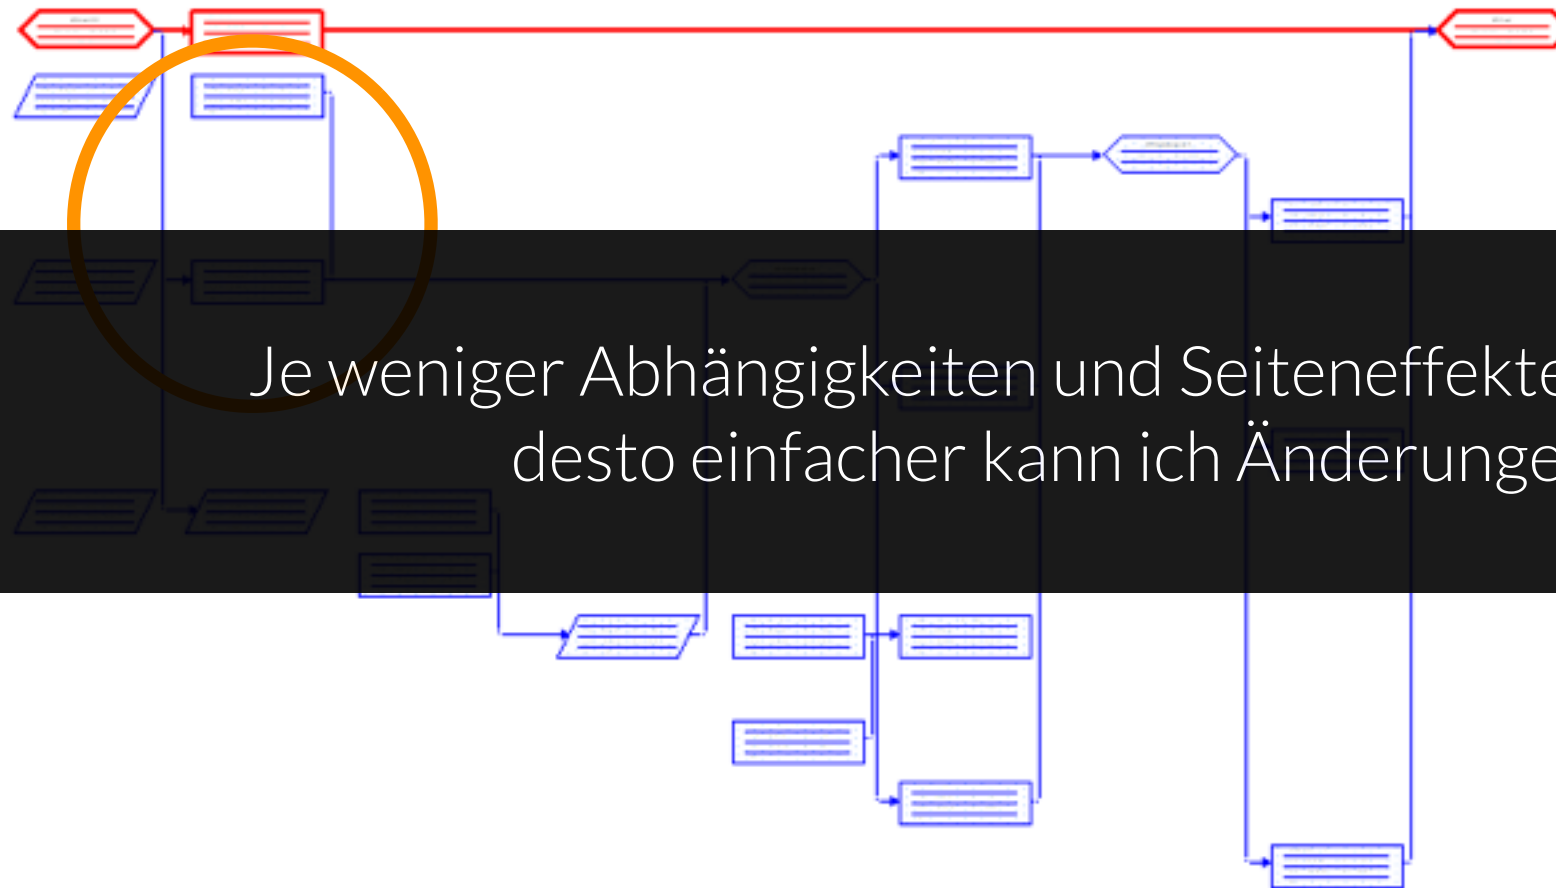 Je weniger Abhängigkeiten und Seiteneffekte
desto einfacher kann ich Änderunge